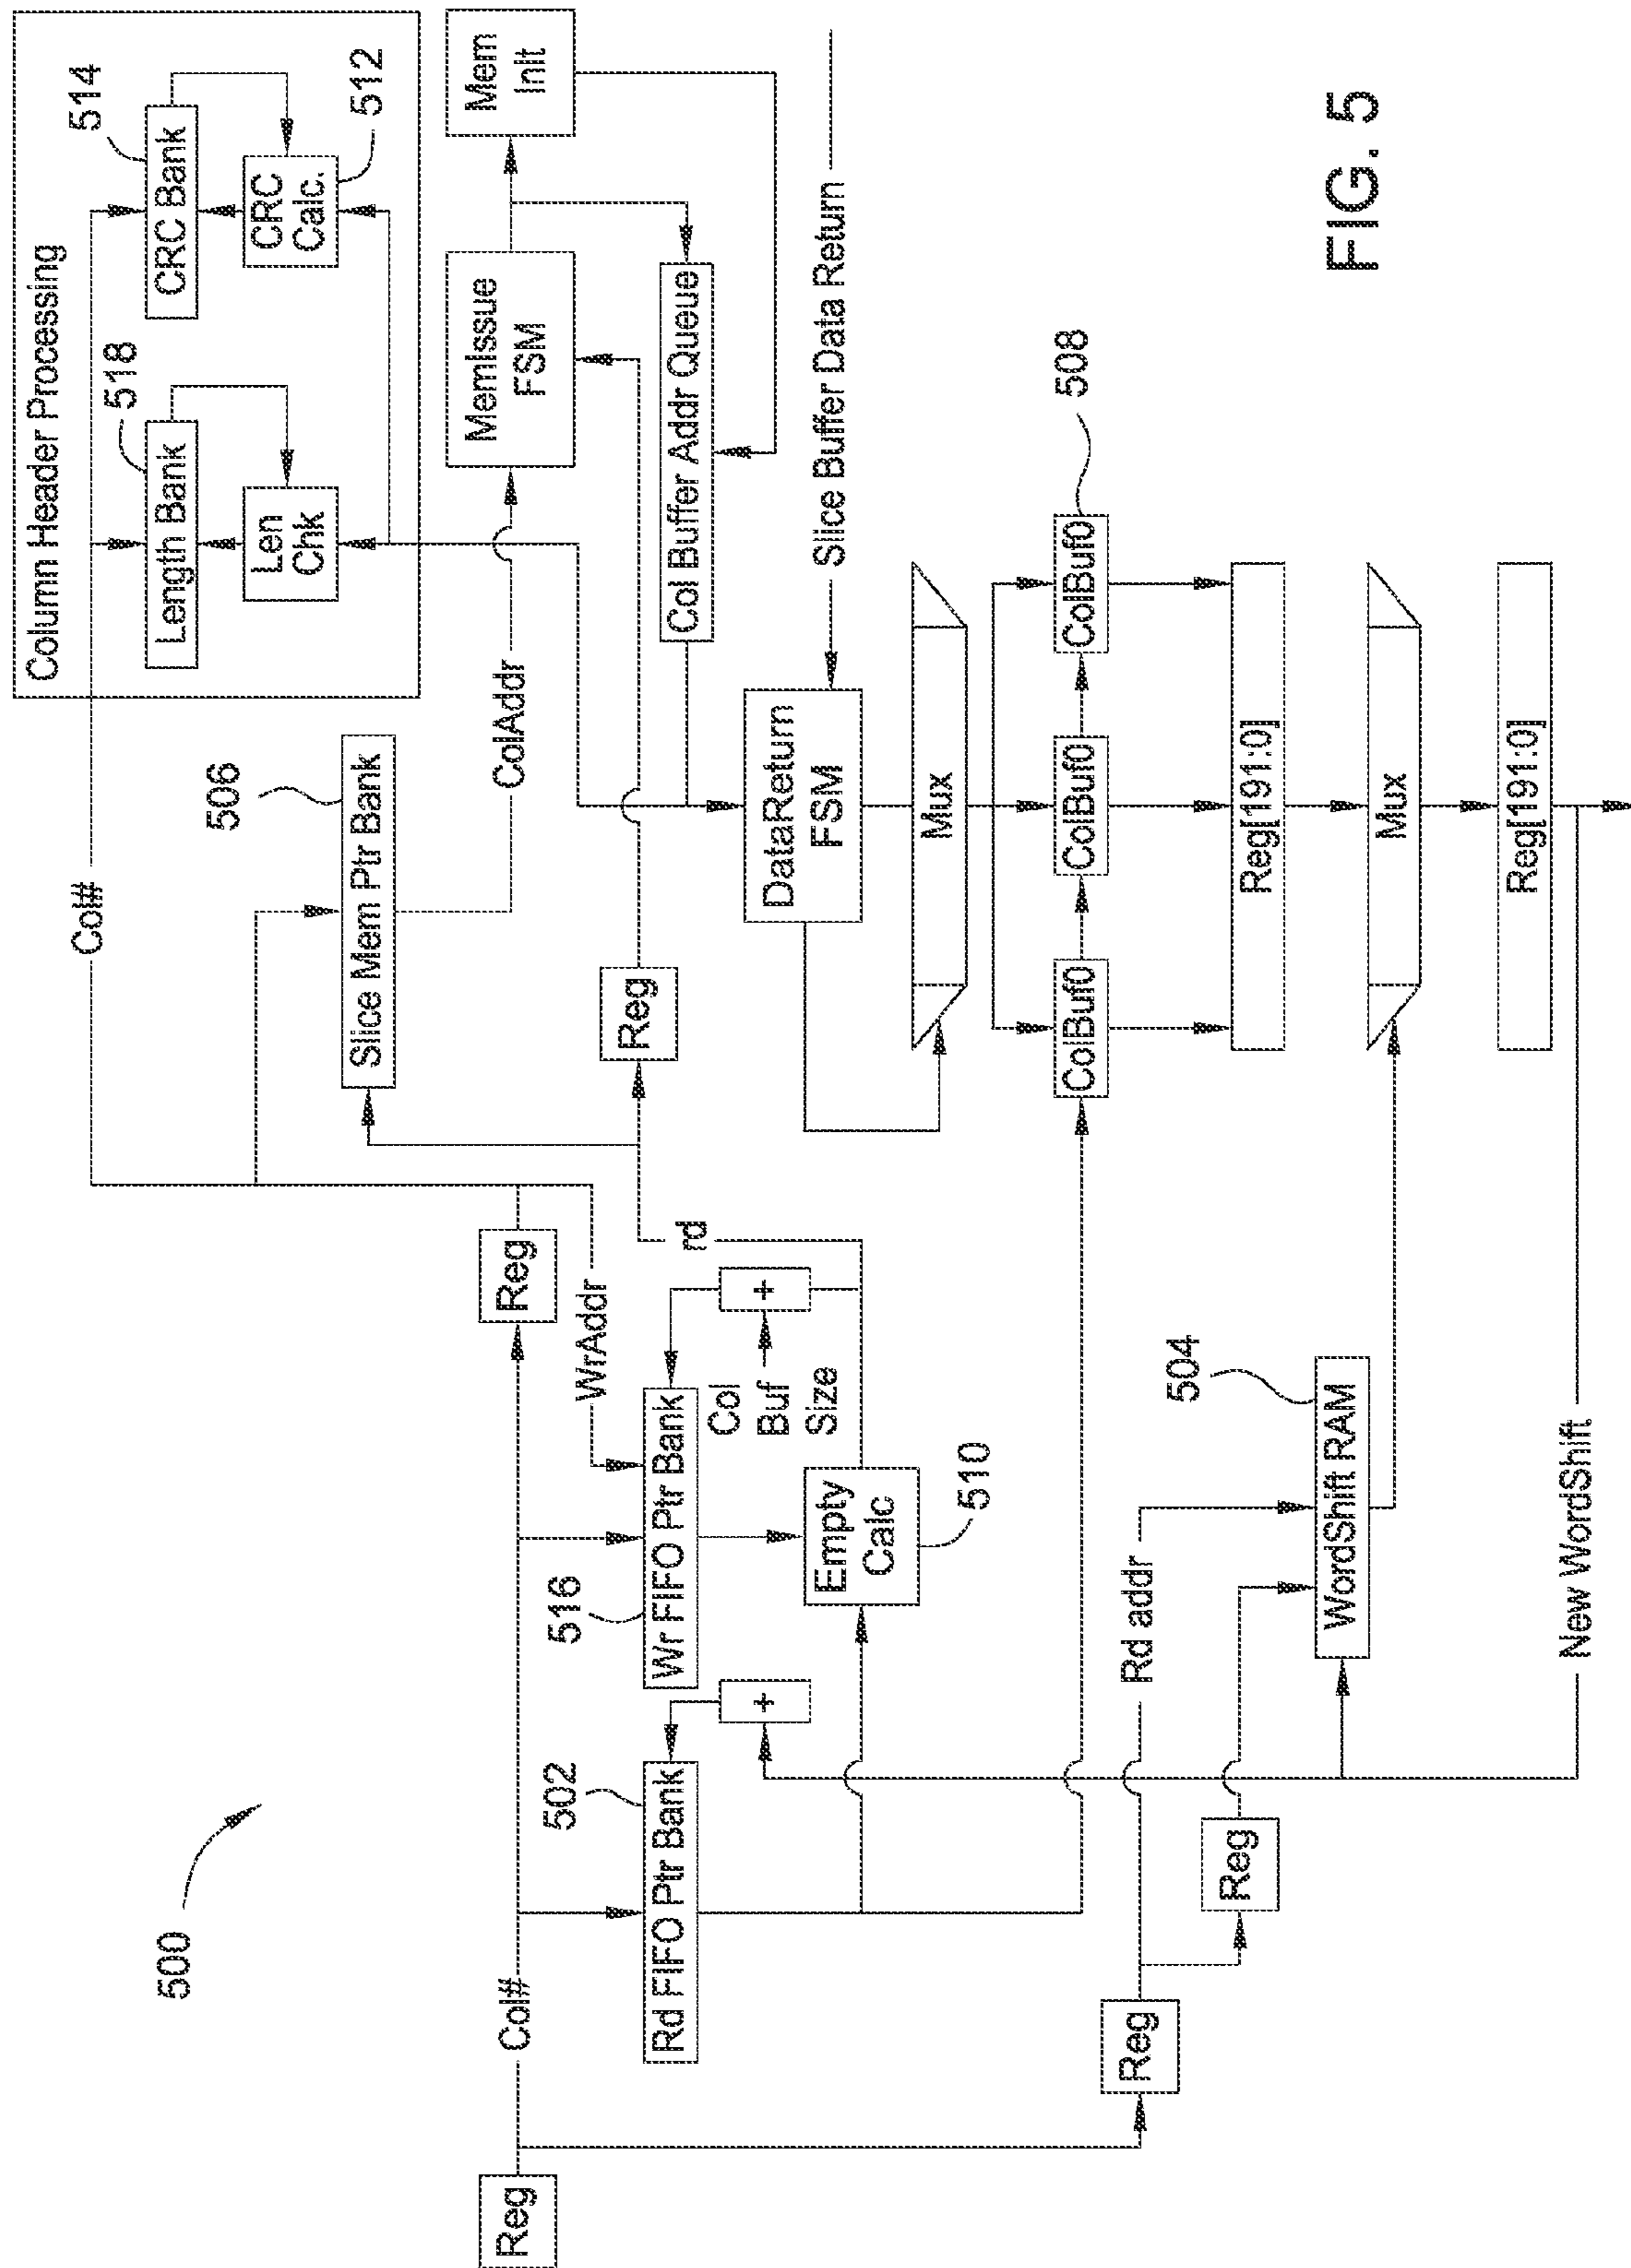 500
Column Header Processing
518
514
Length Bank
CRC Bank
Len
Chk
CRC
Calc.
512
Col#
506
Slice Mem Ptr Bank
ColAddr
MemIssue
FSM
Mem
Init
Col Buffer Addr Queue
Reg
Col#
Reg
WrAddr
502
Rd FIFO Ptr Bank
516
Wr FIFO Ptr Bank
+
+
Col
Buf
Size
rd
Reg
Empty
Calc
510
DataReturn
FSM
Slice Buffer Data Return
Mux
ColBuf0
ColBuf0
ColBuf0
508
Reg
Rd addr
Reg
Reg[191:0]
504
WordShift RAM
Mux
Reg[191:0]
New WordShift
FIG. 5